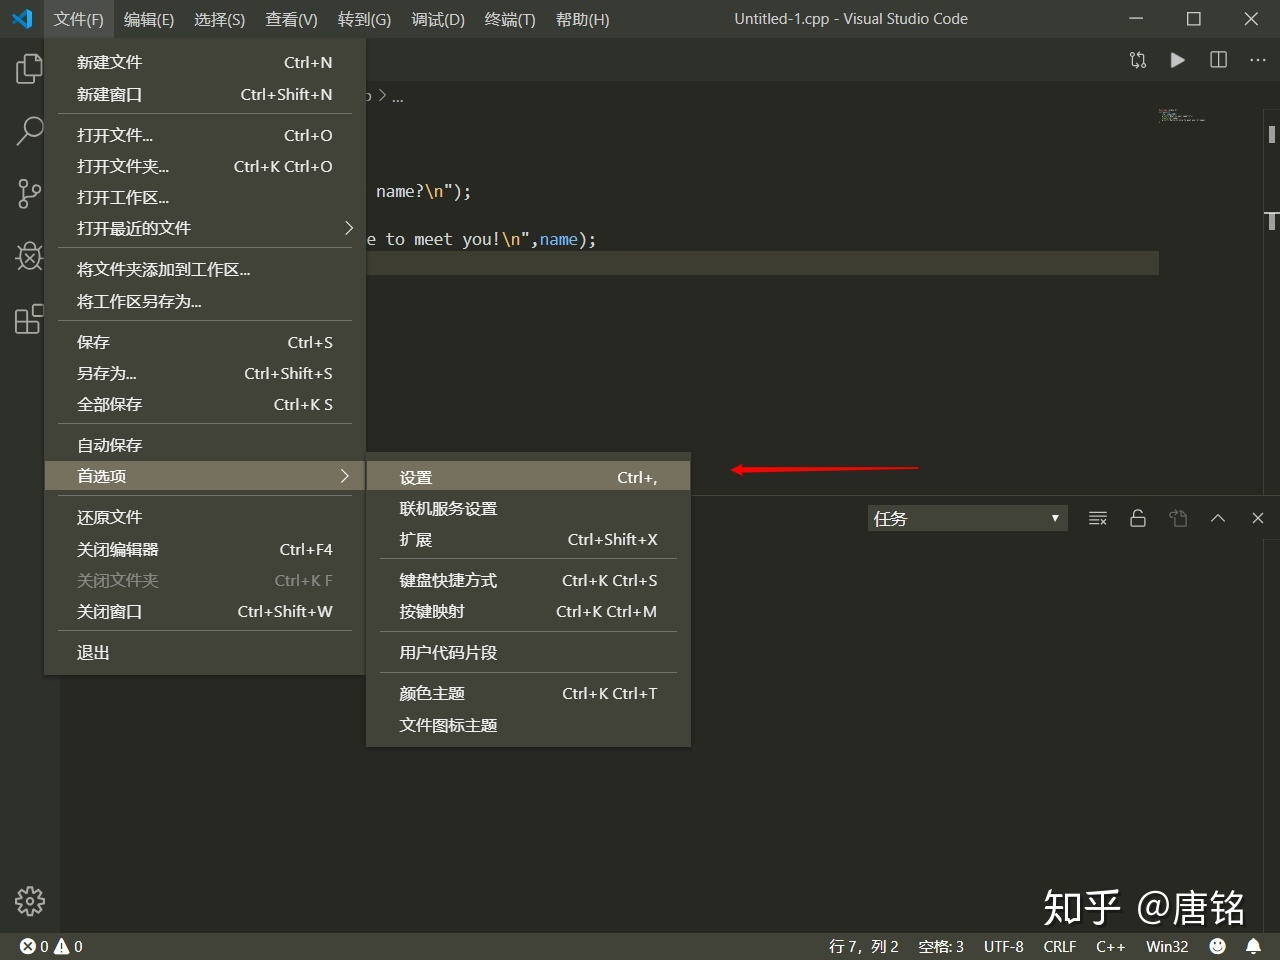 文件(F) 编辑(E) 选择(S) 查看(V) 转到(G) 调试(D) 终端(T) 帮助(H) Untitled-1.cpp - Visual Studio Code
新建文件 Ctrl+N
新建窗口 Ctrl+Shift+N
...
打开文件... Ctrl+O
打开文件夹... Ctrl+K Ctrl+O
打开工作区...
name?\n");
打开最近的文件
e to meet you!\n",name);
将文件夹添加到工作区...
将工作区另存为...
保存 Ctrl+S
另存为... Ctrl+Shift+S
全部保存 Ctrl+K S
自动保存
首选项
设置 Ctrl+,
联机服务设置
扩展 Ctrl+Shift+X
键盘快捷方式 Ctrl+K Ctrl+S
按键映射 Ctrl+K Ctrl+M
用户代码片段
颜色主题 Ctrl+K Ctrl+T
文件图标主题
任务
还原文件
关闭编辑器 Ctrl+F4
关闭文件夹 Ctrl+K F
关闭窗口 Ctrl+Shift+W
退出
知乎 @唐铭
0 0 行 7，列 2 空格: 3 UTF-8 CRLF C++ Win32